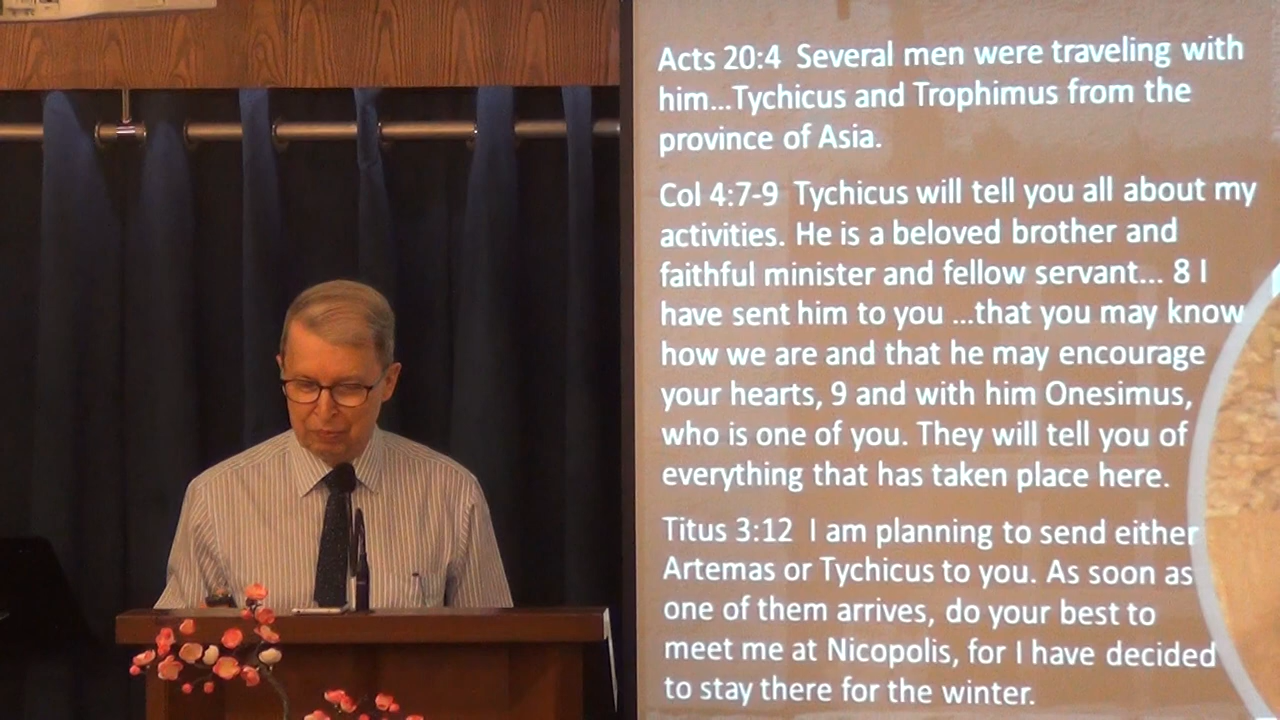 Acts 20:4  Several men were traveling with
him...Tychicus and Trophimus from the
province of Asia.
Col 4:7-9  Tychicus will tell you all about my
activities. He is a beloved brother and
faithful minister and fellow servant... 8 I
have sent him to you ...that you may know
how we are and that he may encourage
your hearts, 9 and with him Onesimus,
who is one of you. They will tell you of
everything that has taken place here.
Titus 3:12  I am planning to send either
Artemas or Tychicus to you. As soon as
one of them arrives, do your best to
meet me at Nicopolis, for I have decided
to stay there for the winter.